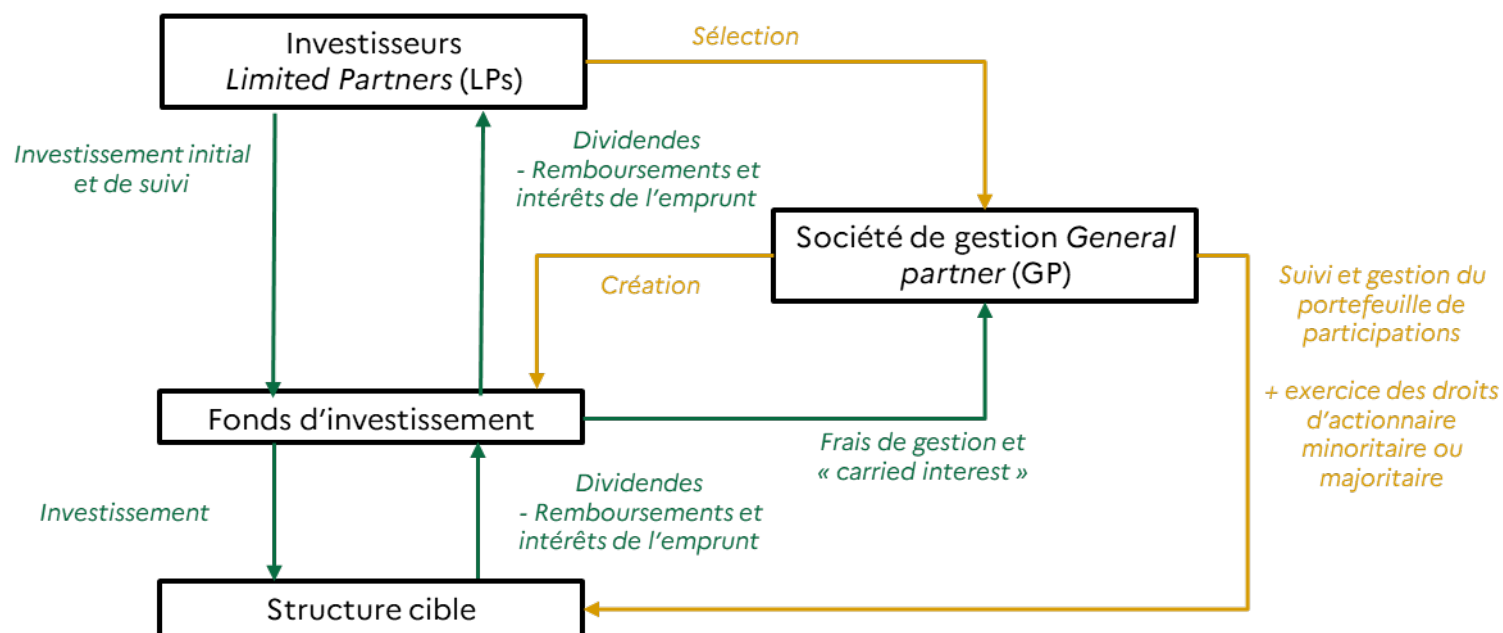 Investisseurs
Limited Partners (LPs)
Sélection
Investissement initial
et de suivi
Dividendes
- Remboursements et
intérêts de l'emprunt
Société de gestion General
partner (GP)
Création
Suivi et gestion du
portefeuille de
participations
+ exercice des droits
d'actionnaire
minoritaire ou
majoritaire
Fonds d'investissement
Frais de gestion et
« carried interest »
Investissement
Dividendes
- Remboursements et
intérêts de l'emprunt
Structure cible